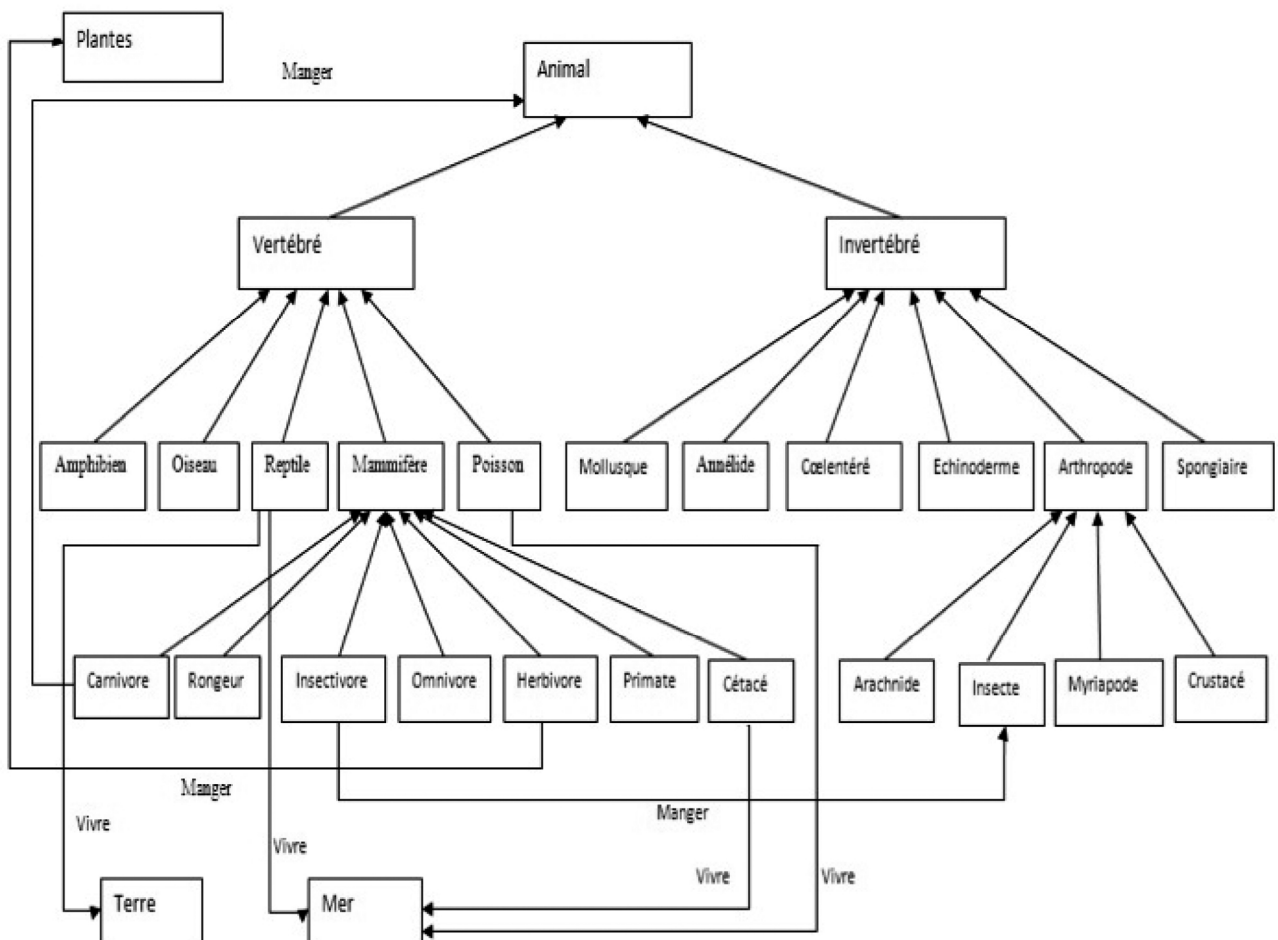 Plantes
Manger
Animal
Vertébré
Invertébré
Amphibien
Oiseau
Reptile
Mammifère
Poisson
Mollusque
Annélide
Cœlentéré
Echinoderme
Arthropode
Spongiaire
Carnivore
Rongeur
Insectivore
Omnivore
Herbivore
Primate
Cétacé
Arachnide
Insecte
Myriapode
Crustacé
Manger
Manger
Vivre
Vivre
Vivre
Vivre
Terre
Mer